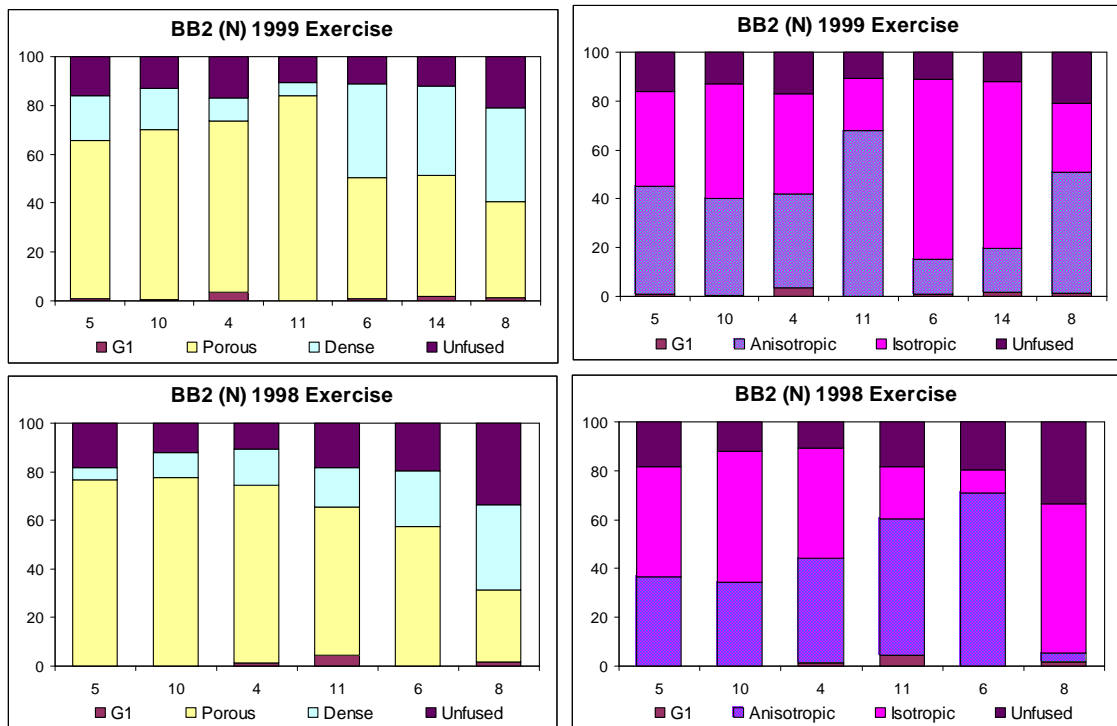 BB2 (N) 1999 Exercise
100
80
60
40
20
0
5 10 4 11 6 14 8
G1 Porous Dense Unfused
BB2 (N) 1999 Exercise
100
80
60
40
20
0
5 10 4 11 6 14 8
G1 Anisotropic Isotropic Unfused
BB2 (N) 1998 Exercise
100
80
60
40
20
0
5 10 4 11 6 8
G1 Porous Dense Unfused
BB2 (N) 1998 Exercise
100
80
60
40
20
0
5 10 4 11 6 8
G1 Anisotropic Isotropic Unfused